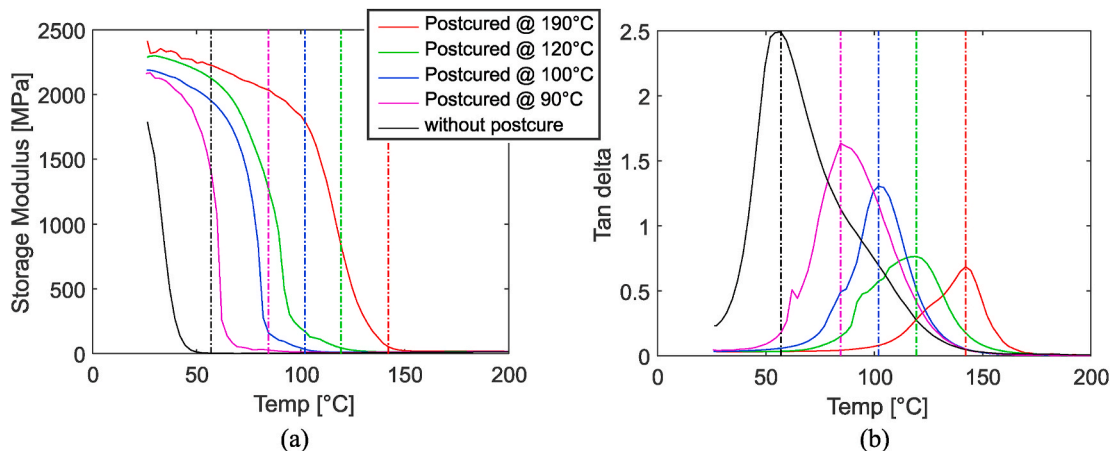 Postcured @ 190°C
Postcured @ 120°C
Postcured @ 100°C
Postcured @ 90°C
without postcure
Storage Modulus [MPa]
2500
2000
1500
1000
500
0
0 50 100 150 200
Temp [°C]
(a)
Tan delta
2.5
2
1.5
1
0.5
0
0 50 100 150 200
Temp [°C]
(b)